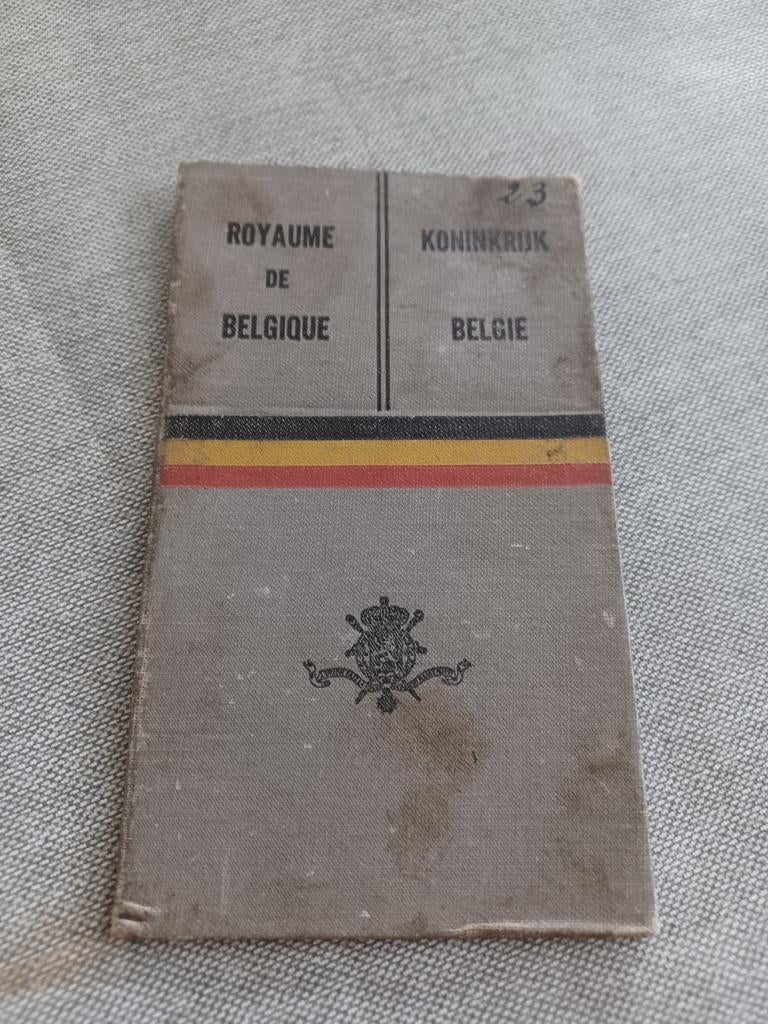 23
ROYAUME
DE
BELGIQUE
KONINKRIJK
BELGIE